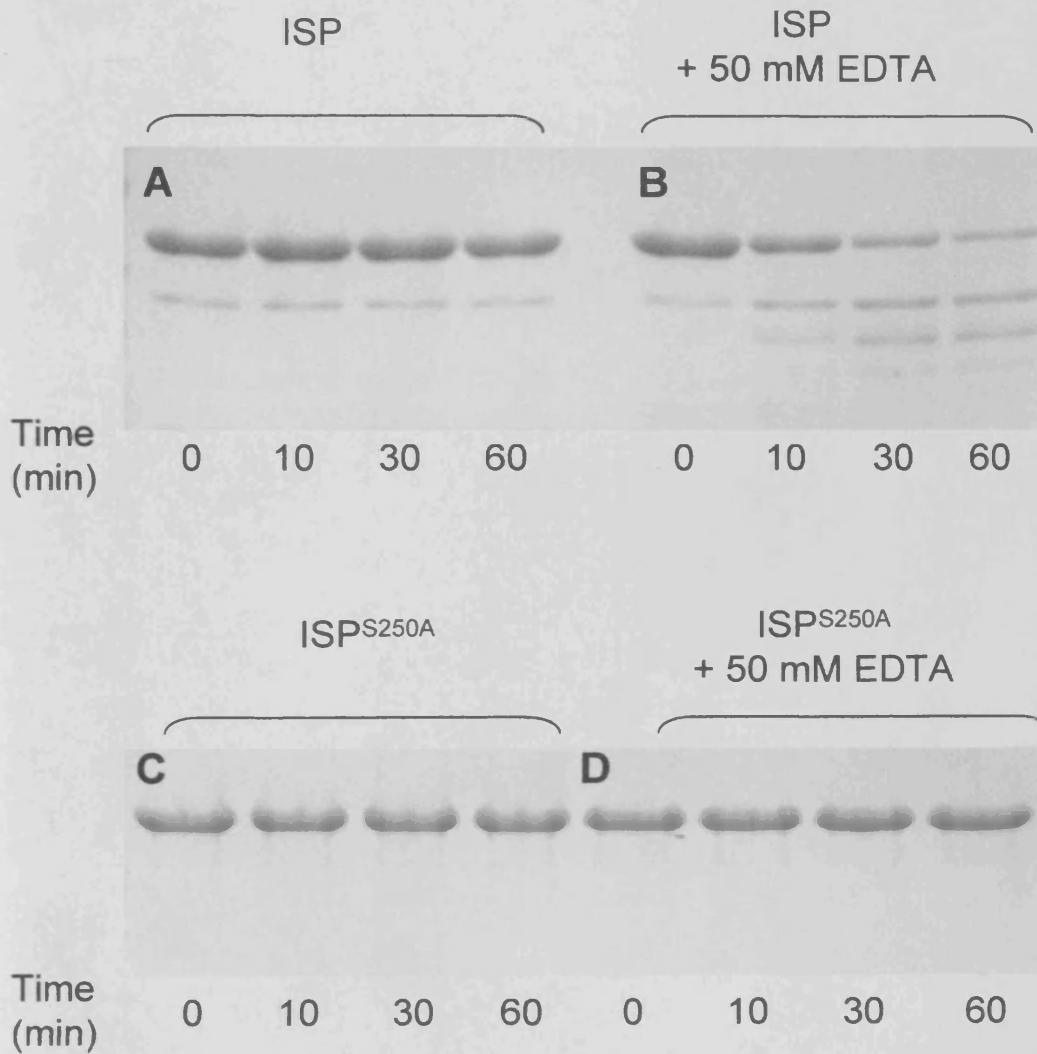 ISP
ISP
+ 50 mM EDTA
A
B
Time
(min)
0 10 30 60 0 10 30 60
ISPS250A
ISPS250A
+ 50 mM EDTA
C
D
Time
(min)
0 10 30 60 0 10 30 60